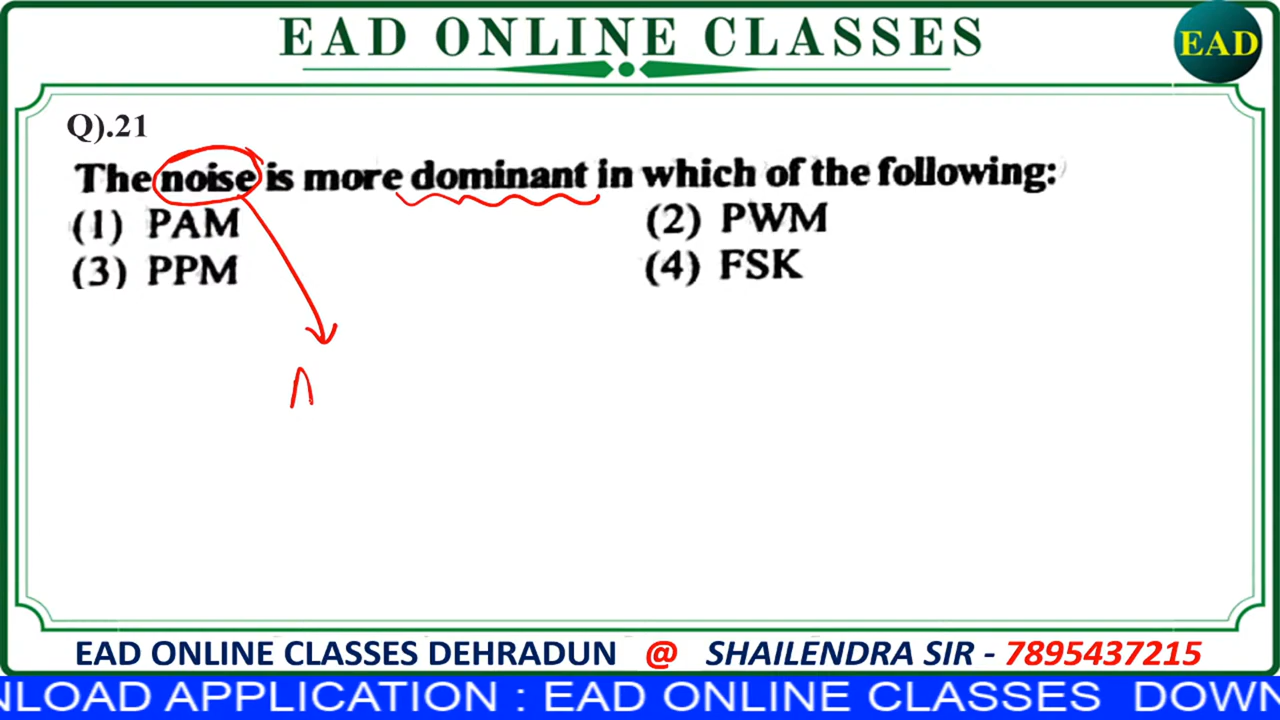 EAD ONLINE CLASSES
EAD
Q).21
The noise is more dominant in which of the following:
(1) PAM (2) PWM
(3) PPM (4) FSK
EAD ONLINE CLASSES DEHRADUN @ SHAILENDRA SIR - 7895437215
NLOAD APPLICATION : EAD ONLINE CLASSES DOWN